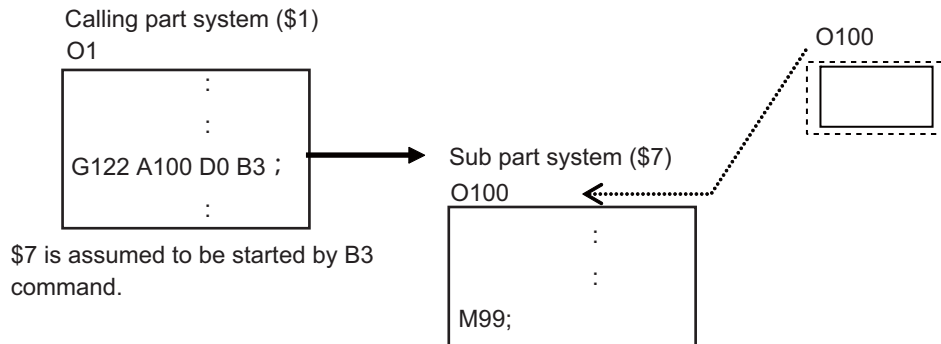 Calling part system ($1)
O1
:
:
G122 A100 D0 B3 ;
:
$7 is assumed to be started by B3
command.
Sub part system ($7)
O100
:
:
M99;
O100